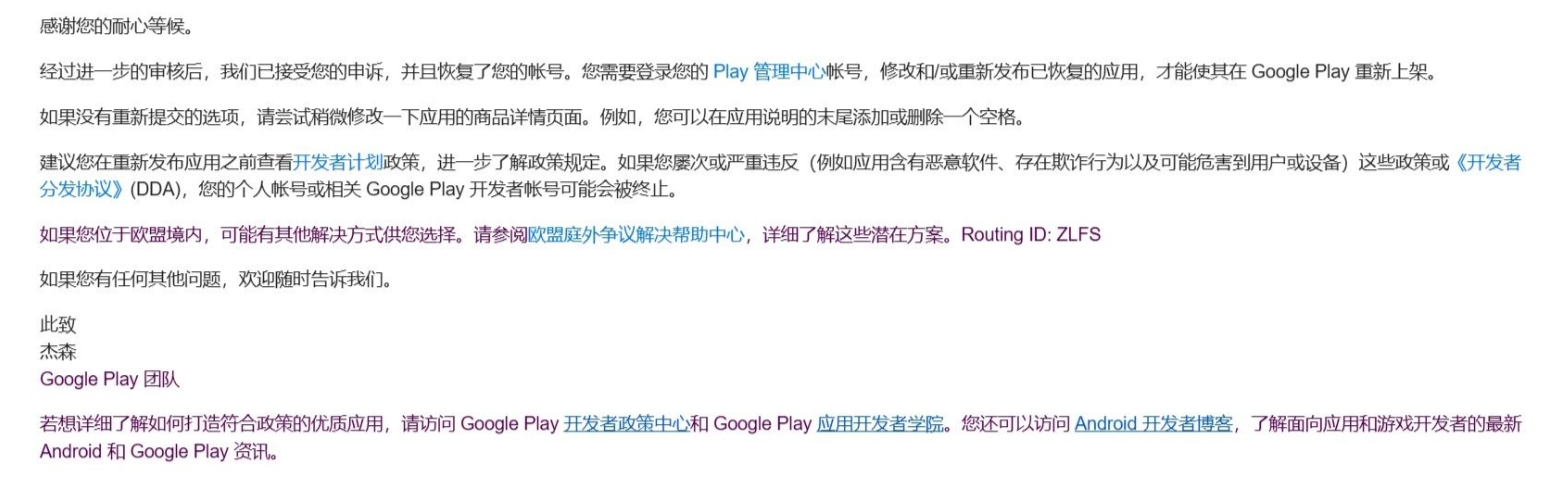 感谢您的耐心等候。
经过进一步的审核后，我们已接受您的申诉，并且恢复了您的帐号。您需要登录您的 Play 管理中心帐号，修改和/或重新发布已恢复的应用，才能使其在 Google Play 重新上架。
如果没有重新提交的选项，请尝试稍微修改一下应用的商品详情页面。例如，您可以在应用说明的末尾添加或删除一个空格。
建议您在重新发布应用之前查看开发者计划政策，进一步了解政策规定。如果您屡次或严重违反（例如应用含有恶意软件、存在欺诈行为以及可能危害到用户或设备）这些政策或《开发者
分发协议》(DDA)，您的个人帐号或相关 Google Play 开发者帐号可能会被终止。
如果您位于欧盟境内，可能有其他解决方式供您选择。请参阅欧盟庭外争议解决帮助中心，详细了解这些潜在方案。Routing ID: ZLFS
如果您有任何其他问题，欢迎随时告诉我们。
此致
杰森
Google Play 团队
若想详细了解如何打造符合政策的优质应用，请访问 Google Play 开发者政策中心和 Google Play 应用开发者学院。您还可以访问 Android 开发者博客，了解面向应用和游戏开发者的最新
Android 和 Google Play 资讯。